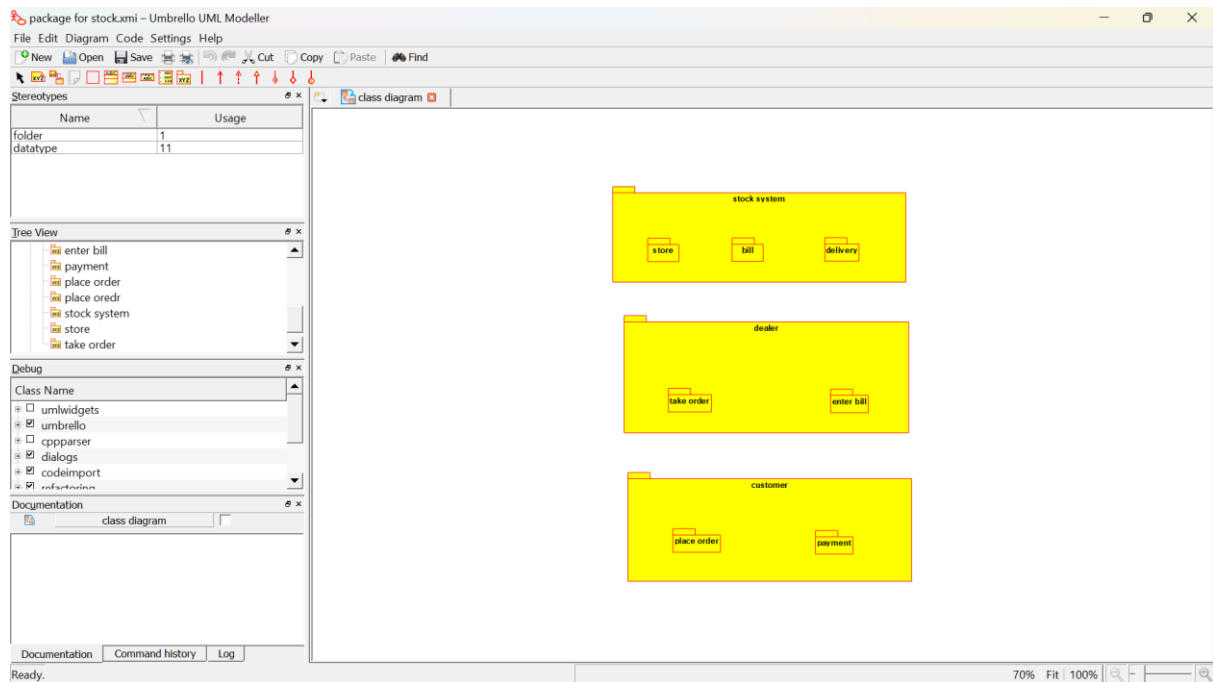 package for stock.xmi – Umbrello UML Modeller
File Edit Diagram Code Settings Help
New Open Save Cut Copy Paste Find
Stereotypes
Name Usage
folder 1
datatype 11
Tree View
enter bill
payment
place order
place oredr
stock system
store
take order
Debug
Class Name
umlwidgets
umbrello
cppparser
dialogs
codeimport
refactoring
Documentation
class diagram
Documentation Command history Log
Ready.
class diagram
stock system
store bill delivery
dealer
take order enter bill
customer
place order payment
70% Fit 100%